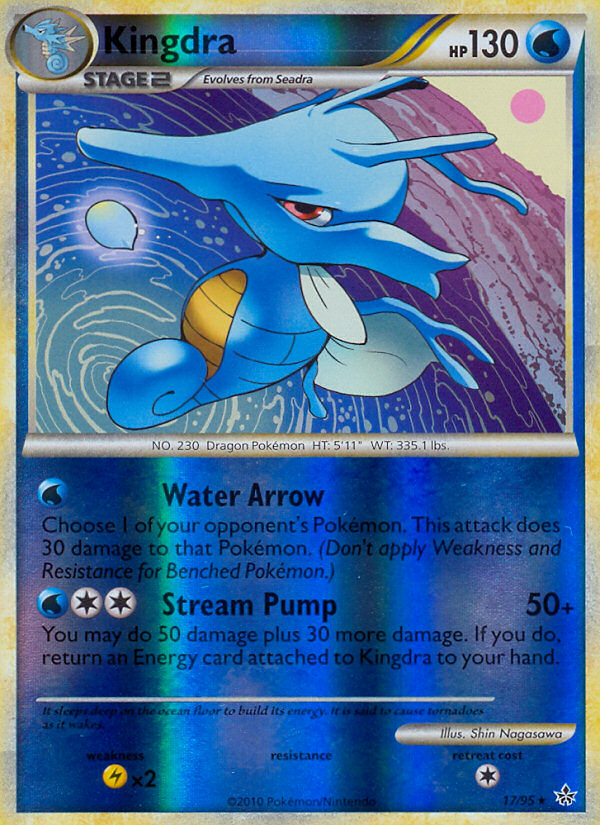 Kingdra
HP 130
STAGE 2
Evolves from Seadra
NO. 230 Dragon Pokémon HT: 5'11" WT: 335.1 lbs.
Water Arrow
Choose 1 of your opponent's Pokémon. This attack does
30 damage to that Pokémon. (Don't apply Weakness and
Resistance for Benched Pokémon.)
Stream Pump 50+
You may do 50 damage plus 30 more damage. If you do,
return an Energy card attached to Kingdra to your hand.
It sleeps deep on the ocean floor to build its energy. It is said to cause tornadoes
as it wakes.
Illus. Shin Nagasawa
weakness resistance retreat cost
×2
©2010 Pokémon/Nintendo 17/95 ★